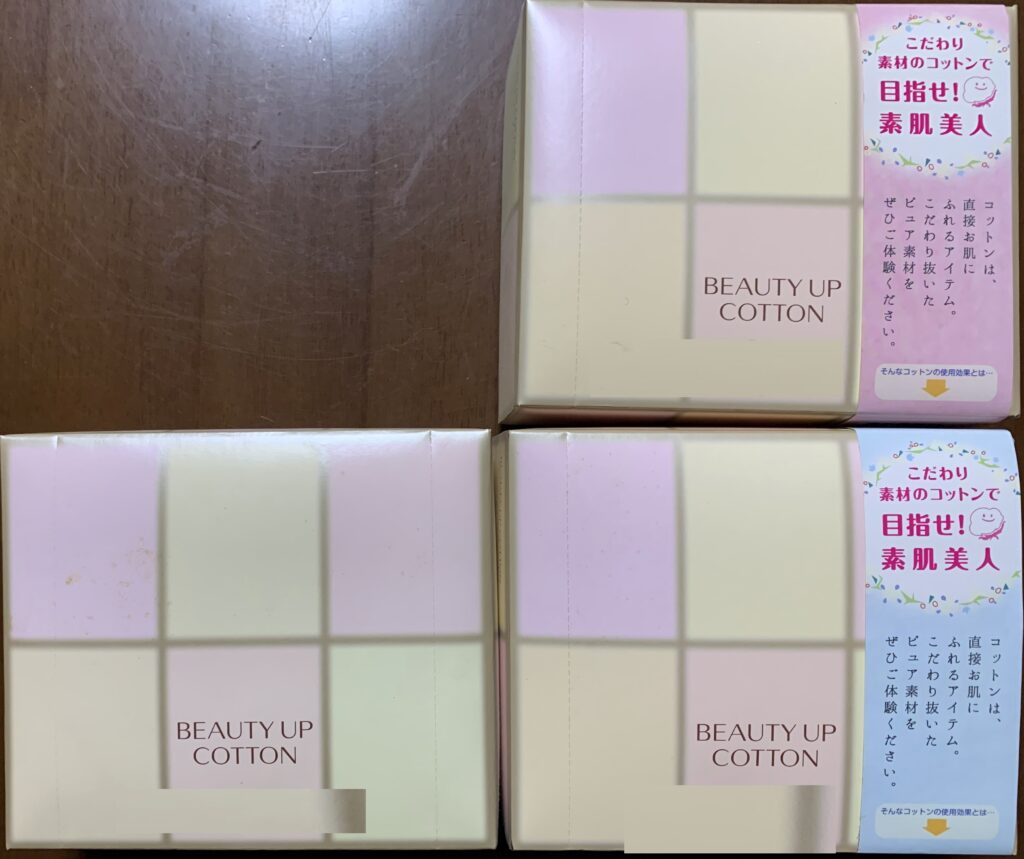 こだわり
素材のコットンで
目指せ!
素肌美人
コットンは、
直接お肌に
ふれるアイテム。
こだわり抜いた
ピュア素材を
ぜひご体験ください。
そんなコットンの使用効果とは…
BEAUTY UP
COTTON
BEAUTY UP
COTTON
BEAUTY UP
COTTON
こだわり
素材のコットンで
目指せ!
素肌美人
コットンは、
直接お肌に
ふれるアイテム。
こだわり抜いた
ピュア素材を
ぜひご体験ください。
そんなコットンの使用効果とは…